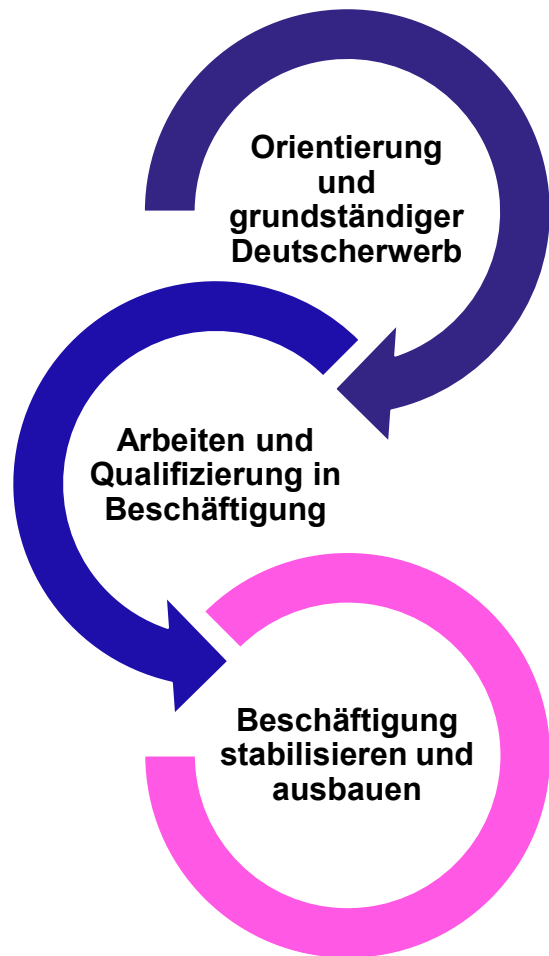 Orientierung
und
grundständiger
Deutscherwerb
Arbeiten und
Qualifizierung in
Beschäftigung
Beschäftigung
stabilisieren und
ausbauen